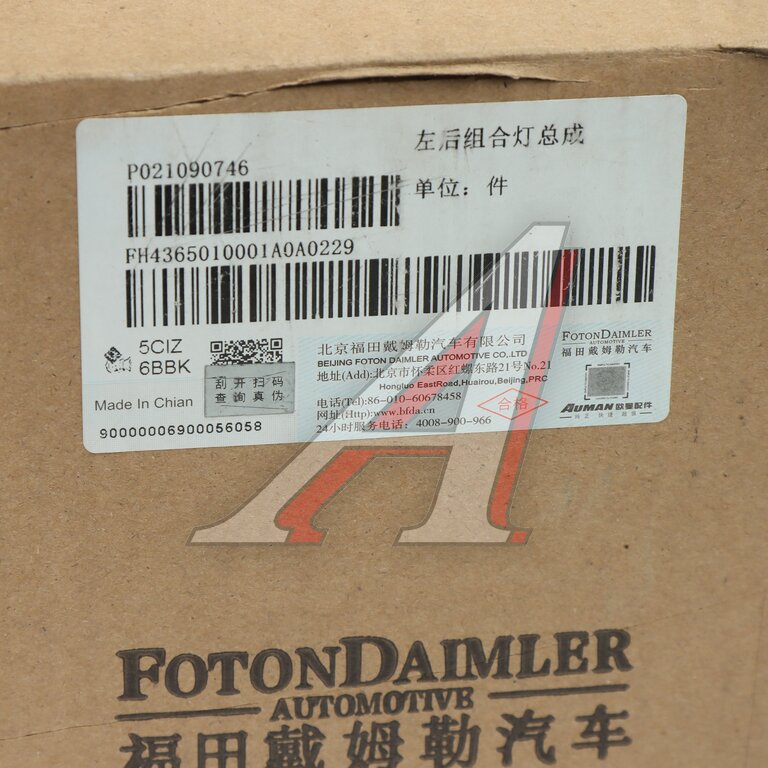 P021090746
左后组合灯总成
单位：件
FH4365010001A0A0229
5CIZ
6BBK
刮开扫码
查询真伪
Made In Chian
90000006900056058
北京福田戴姆勒汽车有限公司
BEIJING FOTON DAIMLER AUTOMOTIVE CO.,LTD
地址(Add):北京市怀柔区红螺东路21号No.21
Hongluo EastRoad,Huairou,Beijing,PRC
电话(Tel):86-010-60678458
网址(Http):www.bfda.cn
24小时服务电话：4008-900-966
合格
FOTONDAIMLER
AUTOMOTIVE
福田戴姆勒汽车
AUMAN 欧曼配件
纯正 快捷 超值
FOTONDAIMLER
AUTOMOTIVE
福田戴姆勒汽车